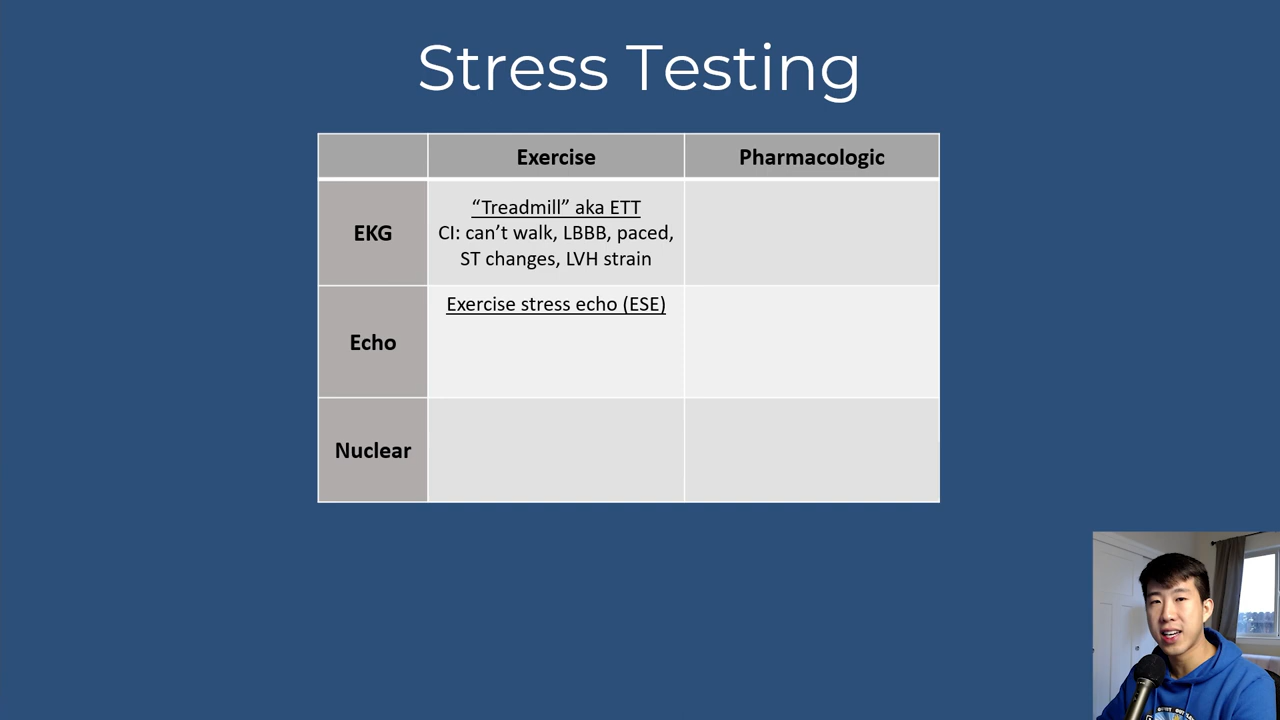 Stress Testing
Exercise
Pharmacologic
EKG
“Treadmill” aka ETT
CI: can’t walk, LBBB, paced,
ST changes, LVH strain
Echo
Exercise stress echo (ESE)
Nuclear